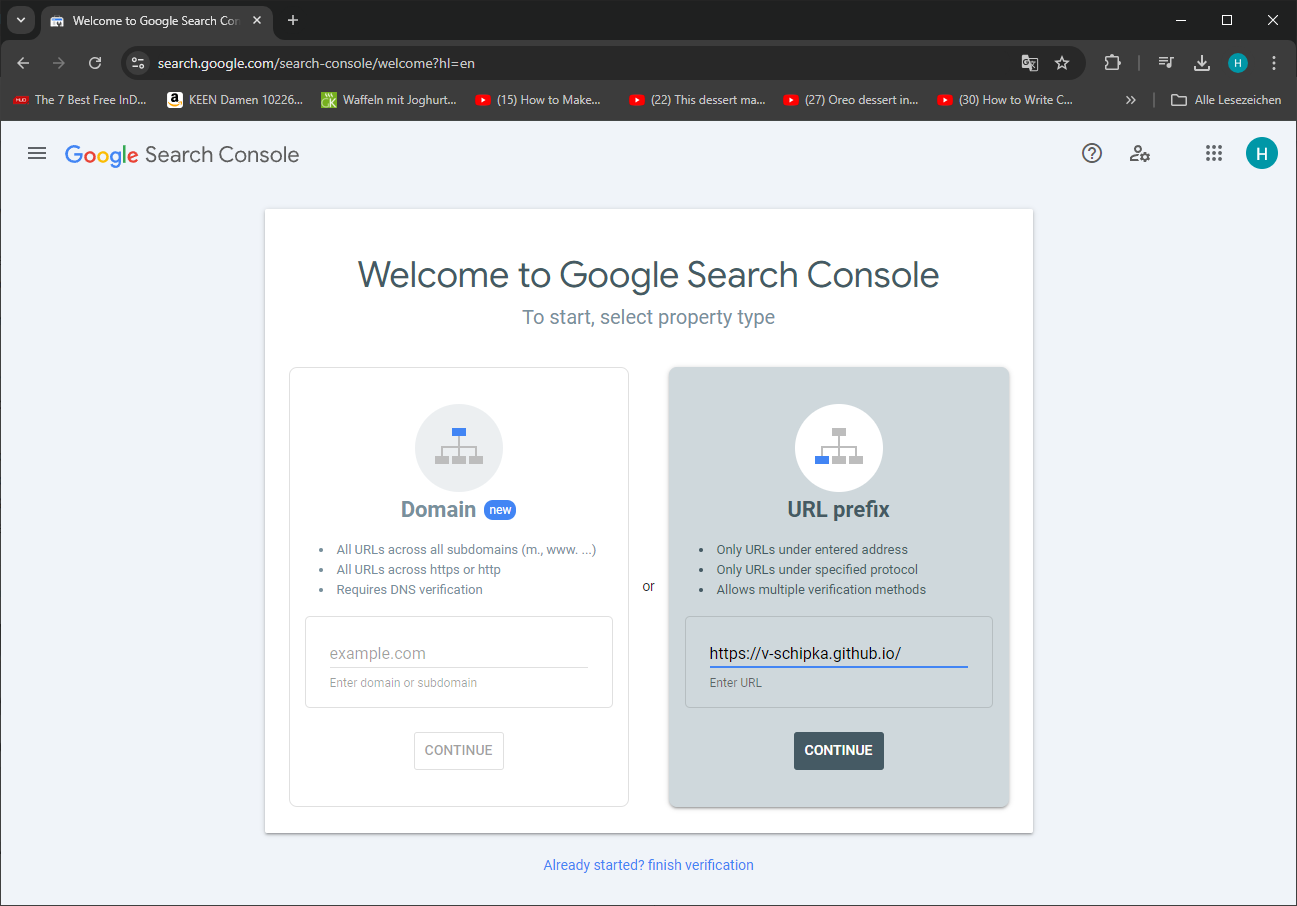 Welcome to Google Search Con
search.google.com/search-console/welcome?hl=en
H
The 7 Best Free InD... KEEN Damen 10226... Waffeln mit Joghurt... (15) How to Make... (22) This dessert ma... (27) Oreo dessert in... (30) How to Write C... » Alle Lesezeichen
Google Search Console
H
Welcome to Google Search Console
To start, select property type
Domain new
• All URLs across all subdomains (m., www. ...)
• All URLs across https or http
• Requires DNS verification
example.com
Enter domain or subdomain
CONTINUE
or
URL prefix
• Only URLs under entered address
• Only URLs under specified protocol
• Allows multiple verification methods
https://v-schipka.github.io/
Enter URL
CONTINUE
Already started? finish verification